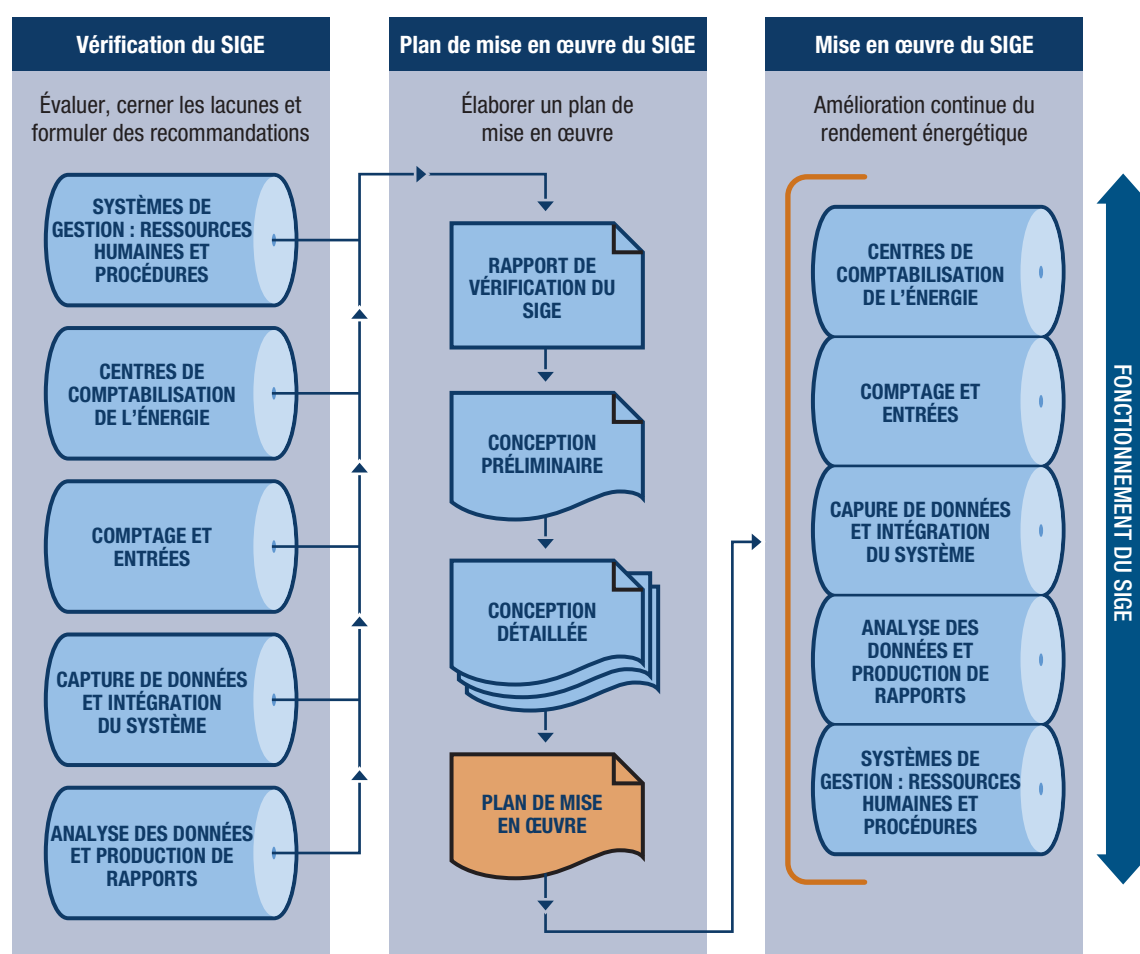 Vérification du SIGE
Évaluer, cerner les lacunes et
formuler des recommandations
SYSTÈMES DE
GESTION : RESSOURCES
HUMAINES ET
PROCÉDURES
CENTRES DE
COMPTABILISATION
DE L'ÉNERGIE
COMPTAGE ET
ENTRÉES
CAPTURE DE DONNÉES
ET INTÉGRATION
DU SYSTÈME
ANALYSE DES DONNÉES
ET PRODUCTION DE
RAPPORTS
Plan de mise en œuvre du SIGE
Élaborer un plan de
mise en œuvre
RAPPORT DE
VÉRIFICATION DU
SIGE
CONCEPTION
PRÉLIMINAIRE
CONCEPTION
DÉTAILLÉE
PLAN DE MISE
EN ŒUVRE
Mise en œuvre du SIGE
Amélioration continue du
rendement énergétique
CENTRES DE
COMPTABILISATION
DE L'ÉNERGIE
COMPTAGE ET
ENTRÉES
CAPURE DE DONNÉES
ET INTÉGRATION
DU SYSTÈME
ANALYSE DES
DONNÉES ET
PRODUCTION DE
RAPPORTS
SYSTÈMES DE
GESTION : RESSOURCES
HUMAINES ET
PROCÉDURES
FONCTIONNEMENT DU SIGE